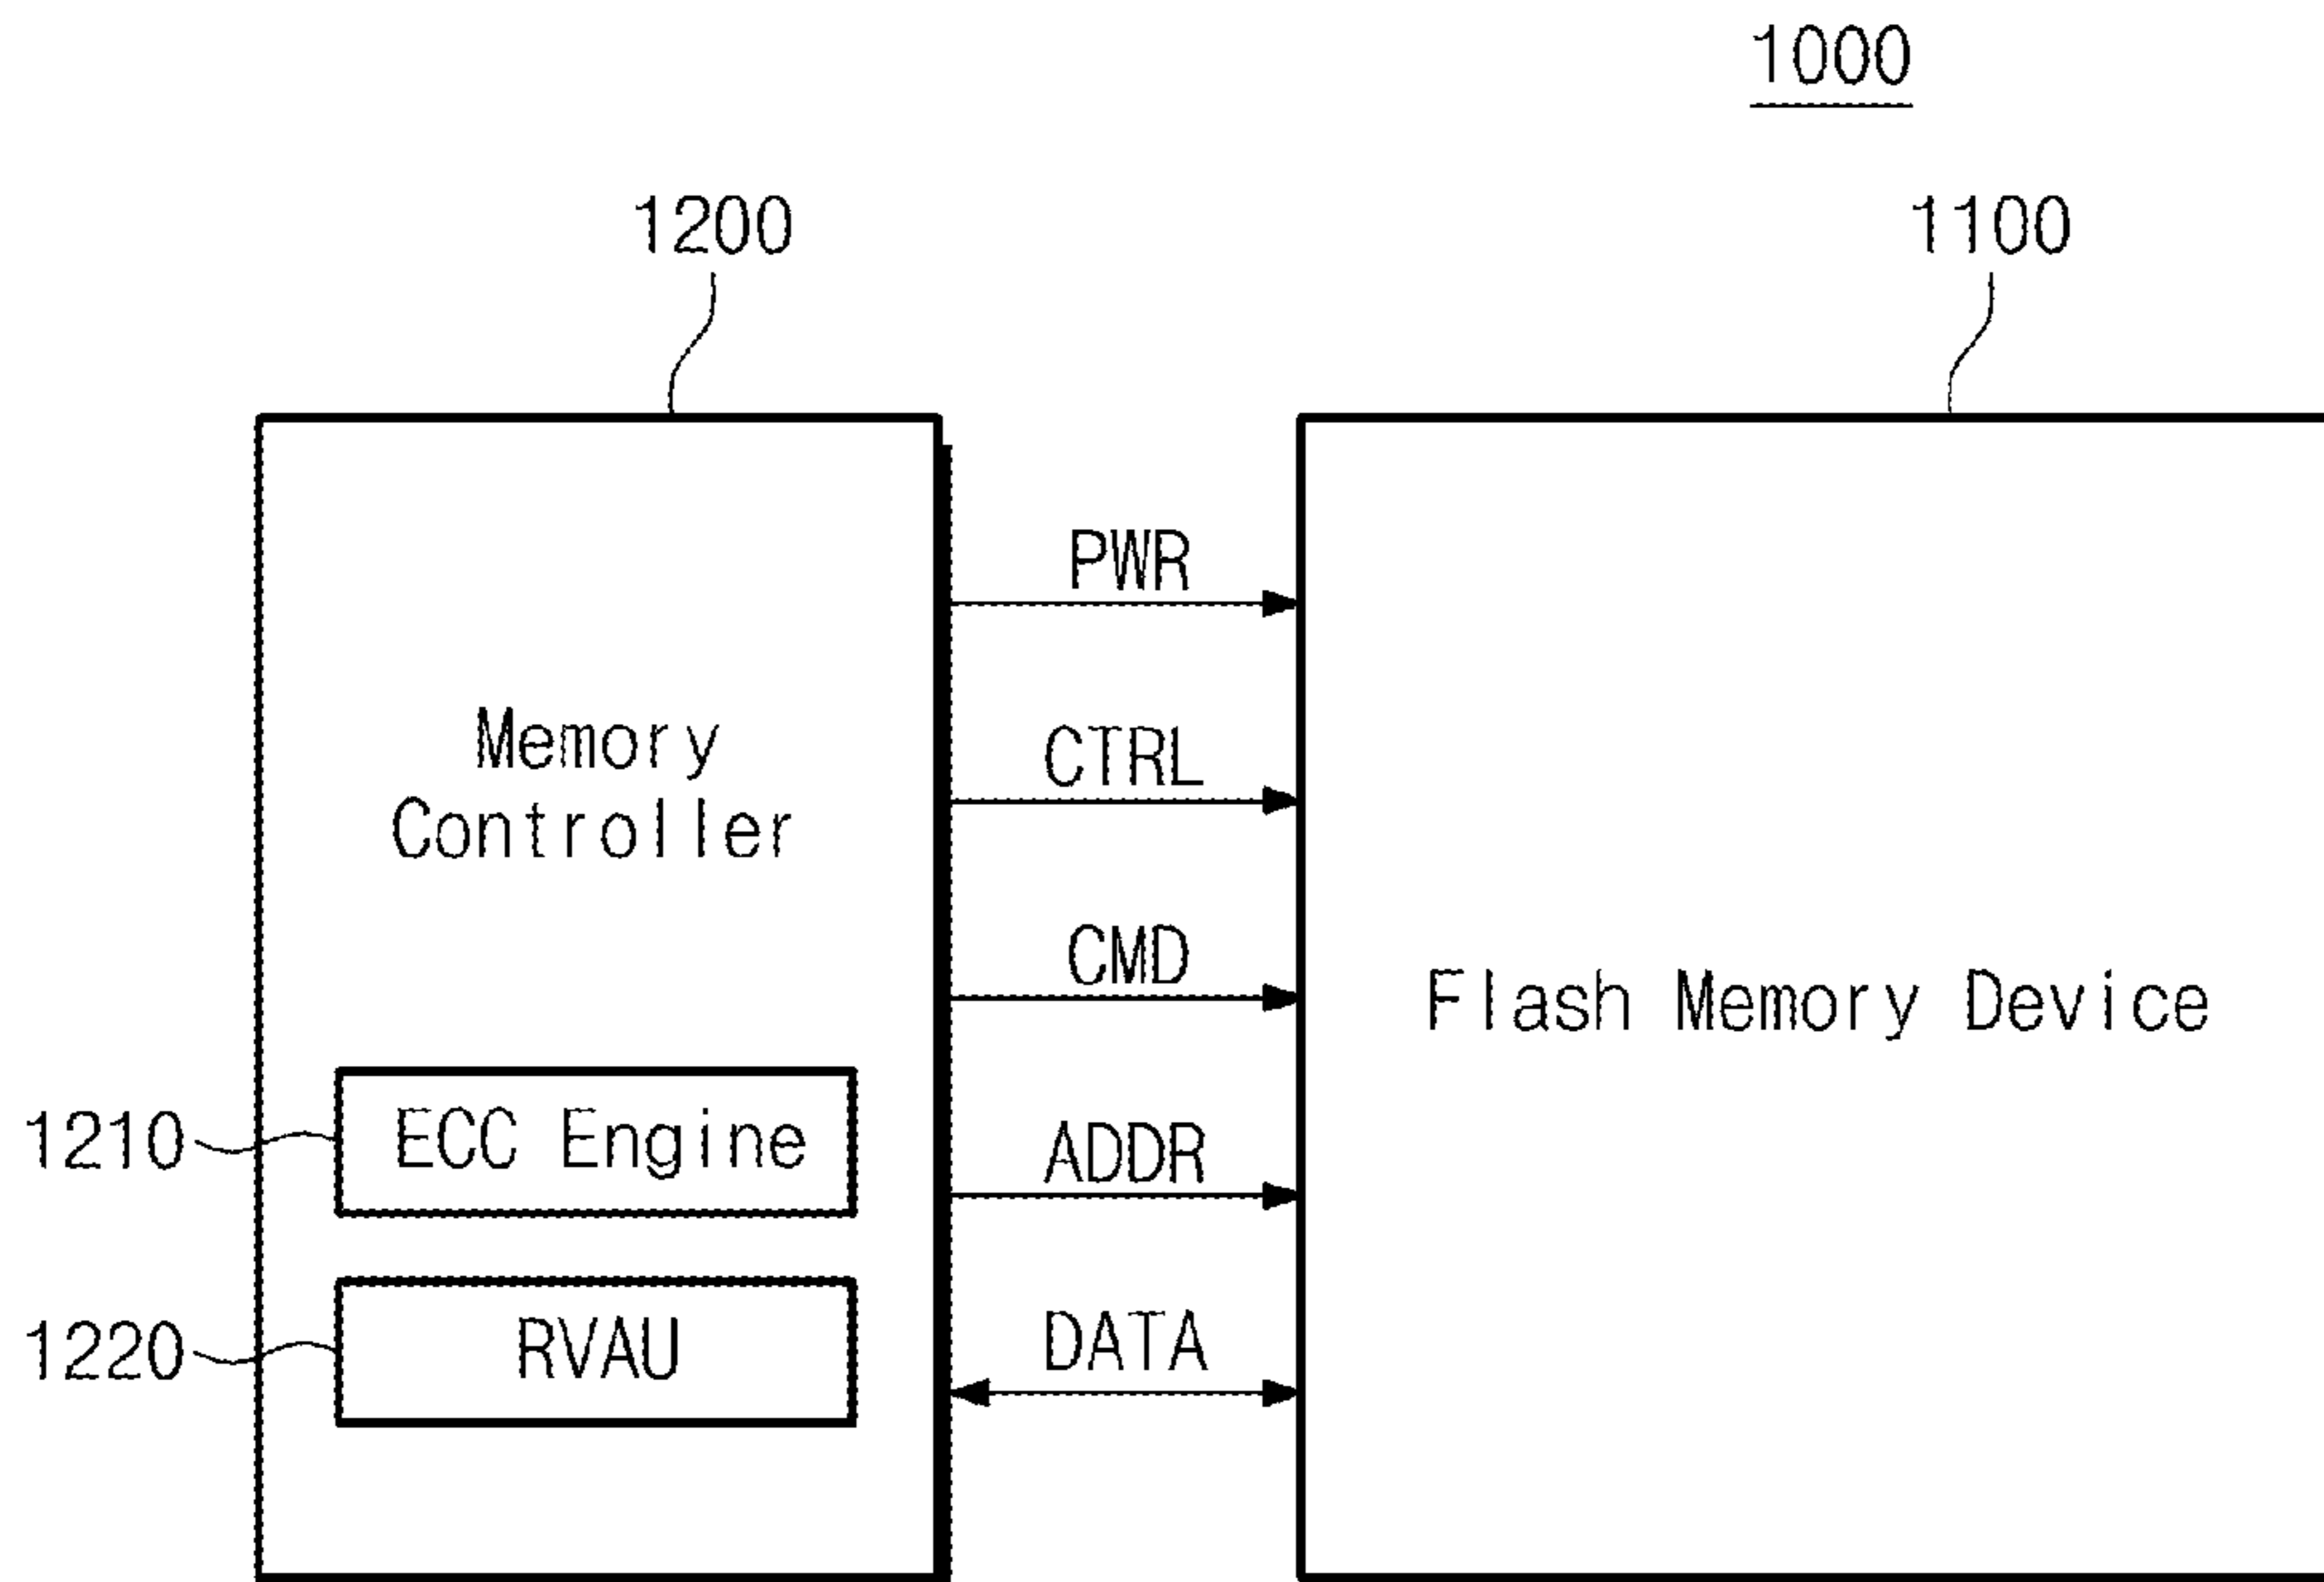 1000
1200
1100
PWR
Memory
Controller
CTRL
CMD
Flash Memory Device
1210
ECC Engine
ADDR
1220
RVAU
DATA